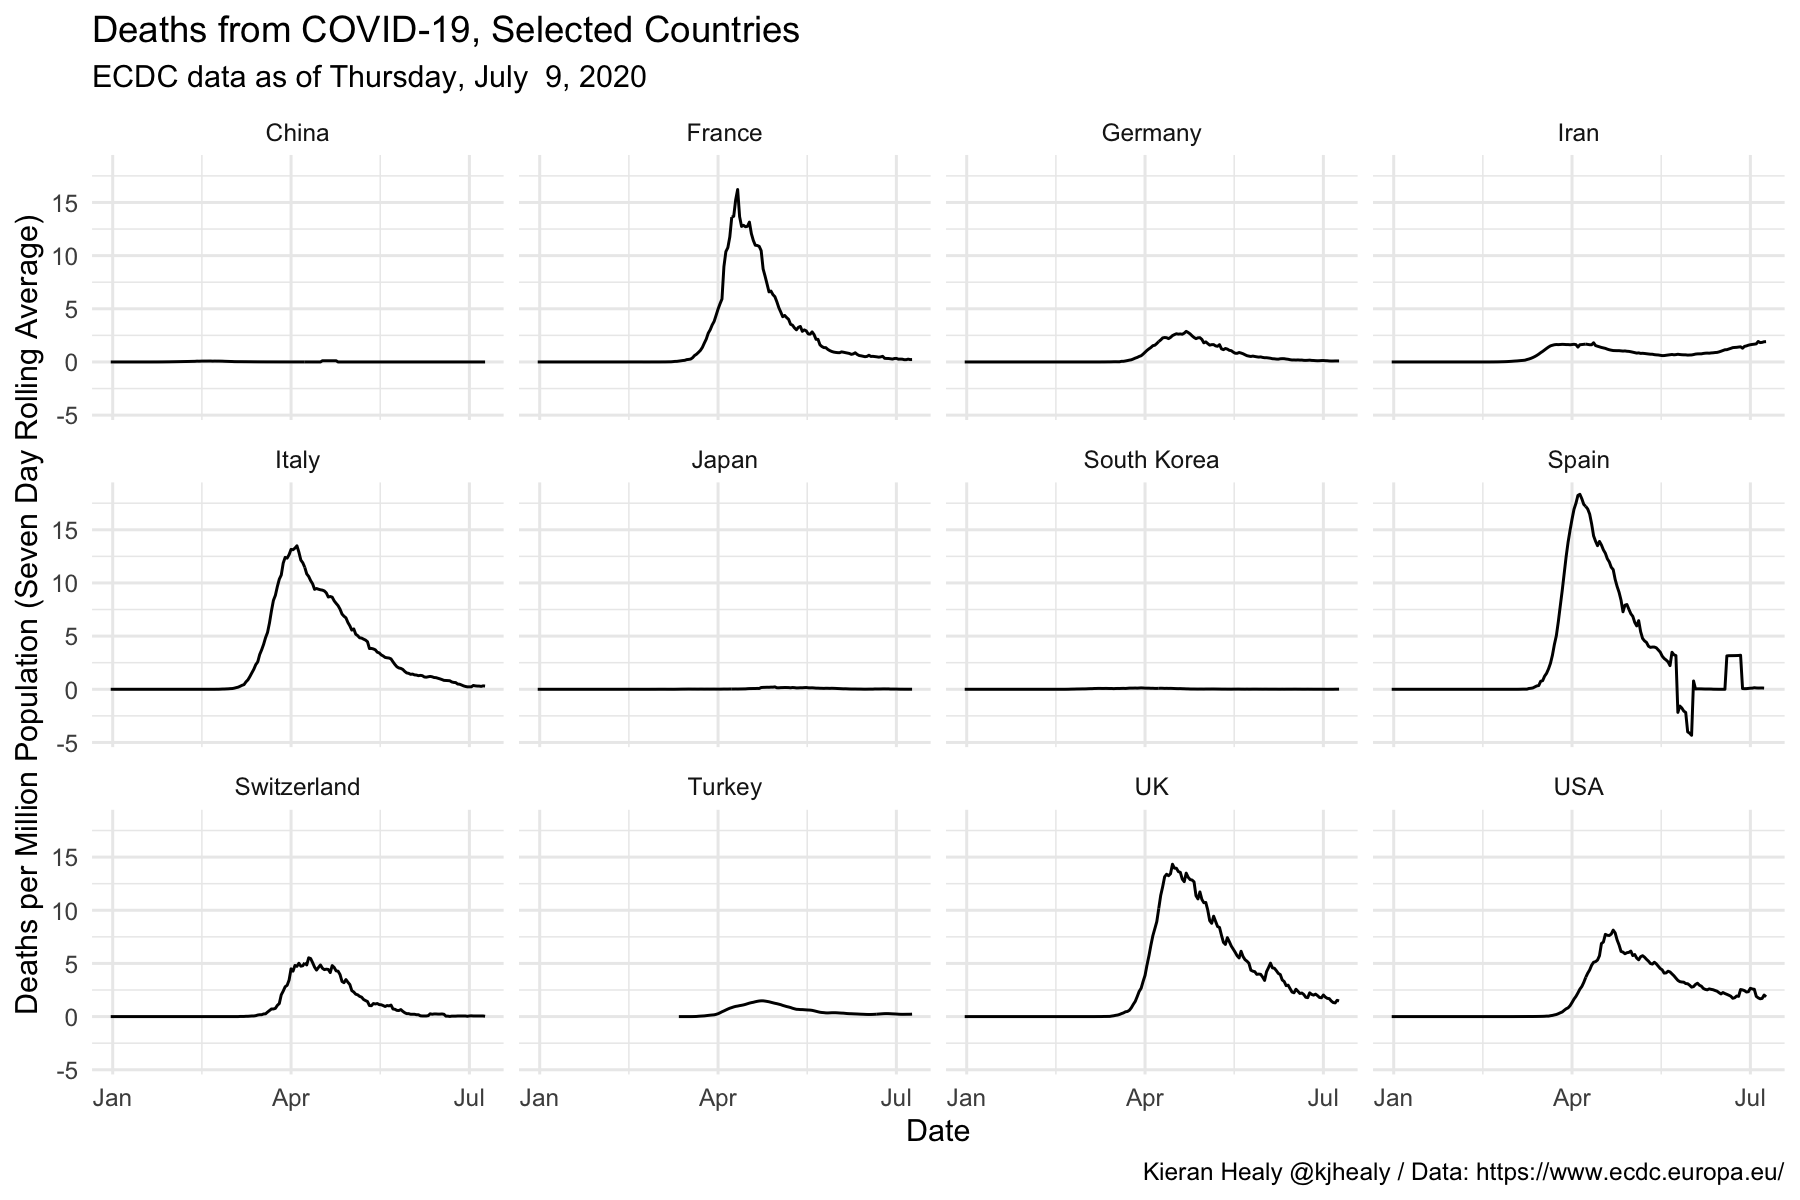 Deaths from COVID-19, Selected Countries
ECDC data as of Thursday, July  9, 2020
China France Germany Iran
15
10
5
0
-5
Italy Japan South Korea Spain
15
10
5
0
-5
Switzerland Turkey UK USA
15
10
5
0
-5
Jan Apr Jul Jan Apr Jul Jan Apr Jul Jan Apr Jul
Deaths per Million Population (Seven Day Rolling Average)
Date
Kieran Healy @kjhealy / Data: https://www.ecdc.europa.eu/